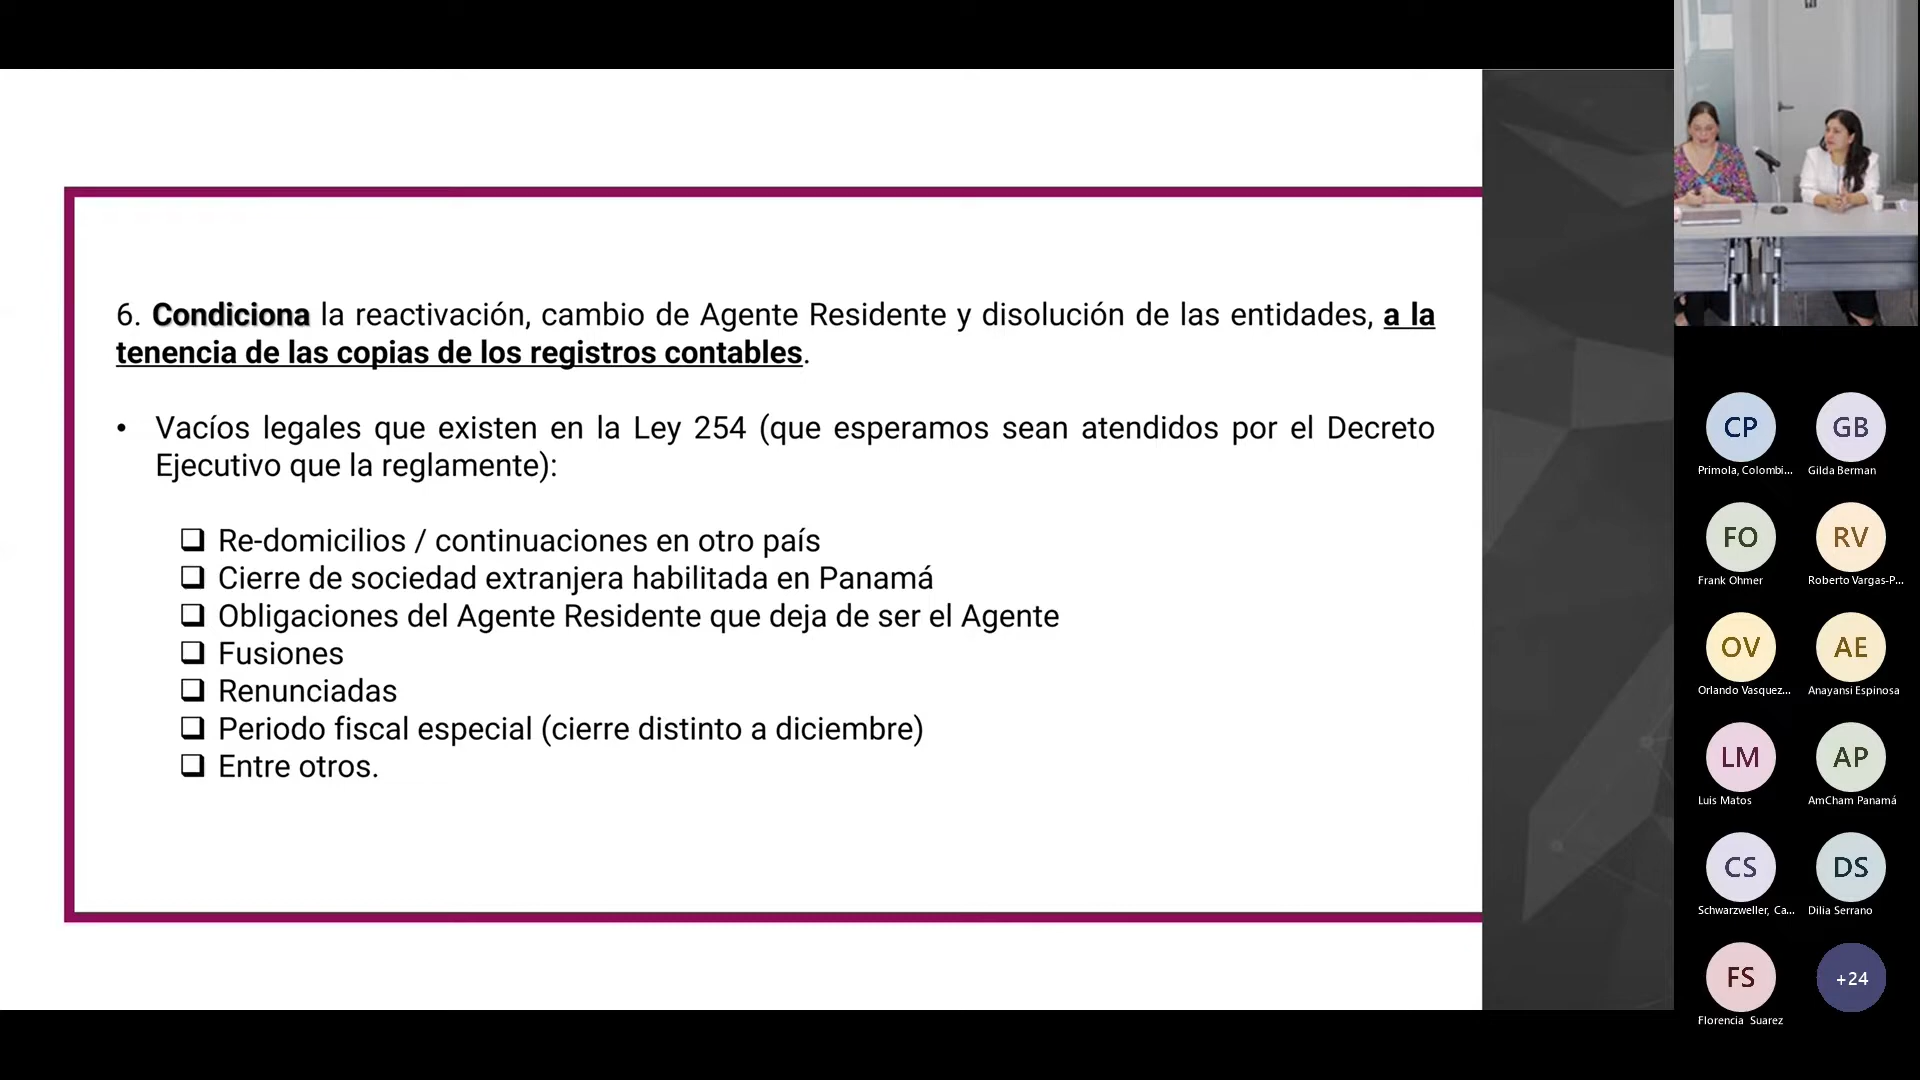 6. Condiciona la reactivación, cambio de Agente Residente y disolución de las entidades, a la
tenencia de las copias de los registros contables.
• Vacíos legales que existen en la Ley 254 (que esperamos sean atendidos por el Decreto
Ejecutivo que la reglamente):
❑ Re-domicilios / continuaciones en otro país
❑ Cierre de sociedad extranjera habilitada en Panamá
❑ Obligaciones del Agente Residente que deja de ser el Agente
❑ Fusiones
❑ Renunciadas
❑ Periodo fiscal especial (cierre distinto a diciembre)
❑ Entre otros.
CP GB
Primola, Colombi... Gilda Berman
FO RV
Frank Ohmer Roberto Vargas-P...
OV AE
Orlando Vasquez... Anayansi Espinosa
LM AP
Luis Matos AmCham Panamá
CS DS
Schwarzweller, Ca... Dilia Serrano
FS +24
Florencia Suarez